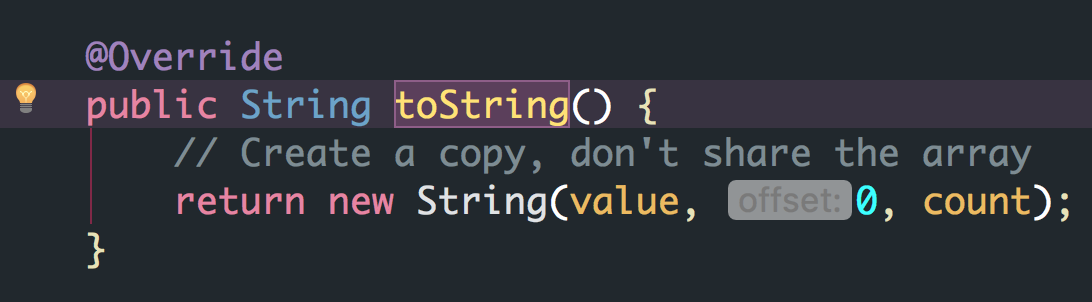 @Override
public String toString() {
// Create a copy, don't share the array
return new String(value, offset: 0, count);
}